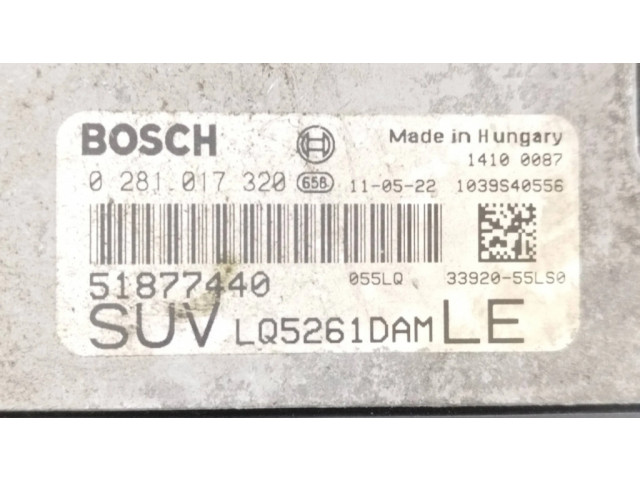 BOSCH Made in Hungary
1410 0087
0 281 017 320 658 11-05-22 1039S40556
51877440 055LQ 33920-55LS0
SUV LQ5261DAM LE